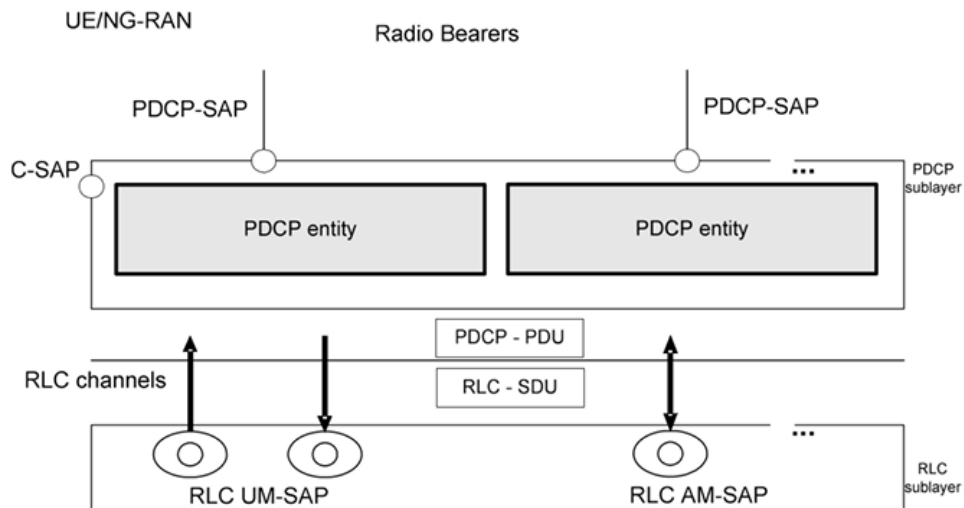 UE/NG-RAN
Radio Bearers
PDCP-SAP
PDCP-SAP
C-SAP
...
PDCP
sublayer
PDCP entity
PDCP entity
PDCP - PDU
RLC channels
RLC - SDU
...
RLC UM-SAP
RLC AM-SAP
RLC
sublayer